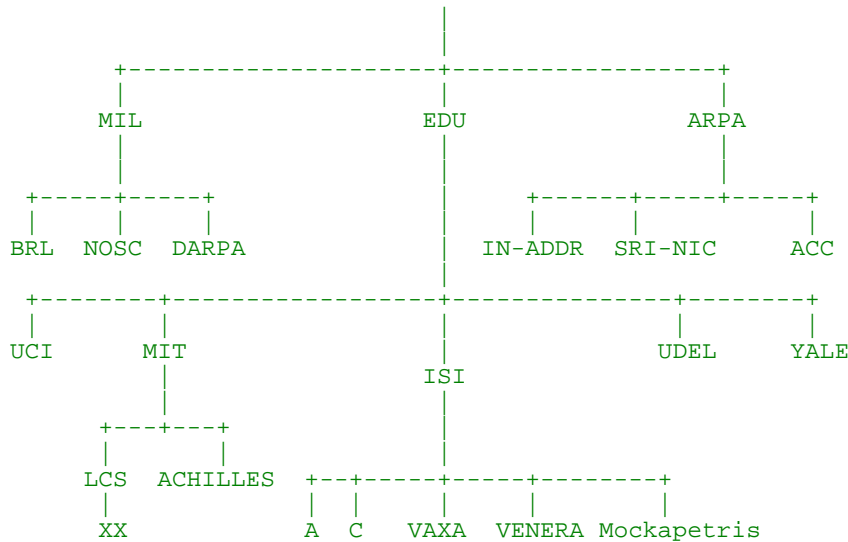 MIL EDU ARPA
BRL NOSC DARPA IN-ADDR SRI-NIC ACC
UCI MIT UDEL YALE
ISI
LCS ACHILLES
XX A C VAXA VENERA Mockapetris